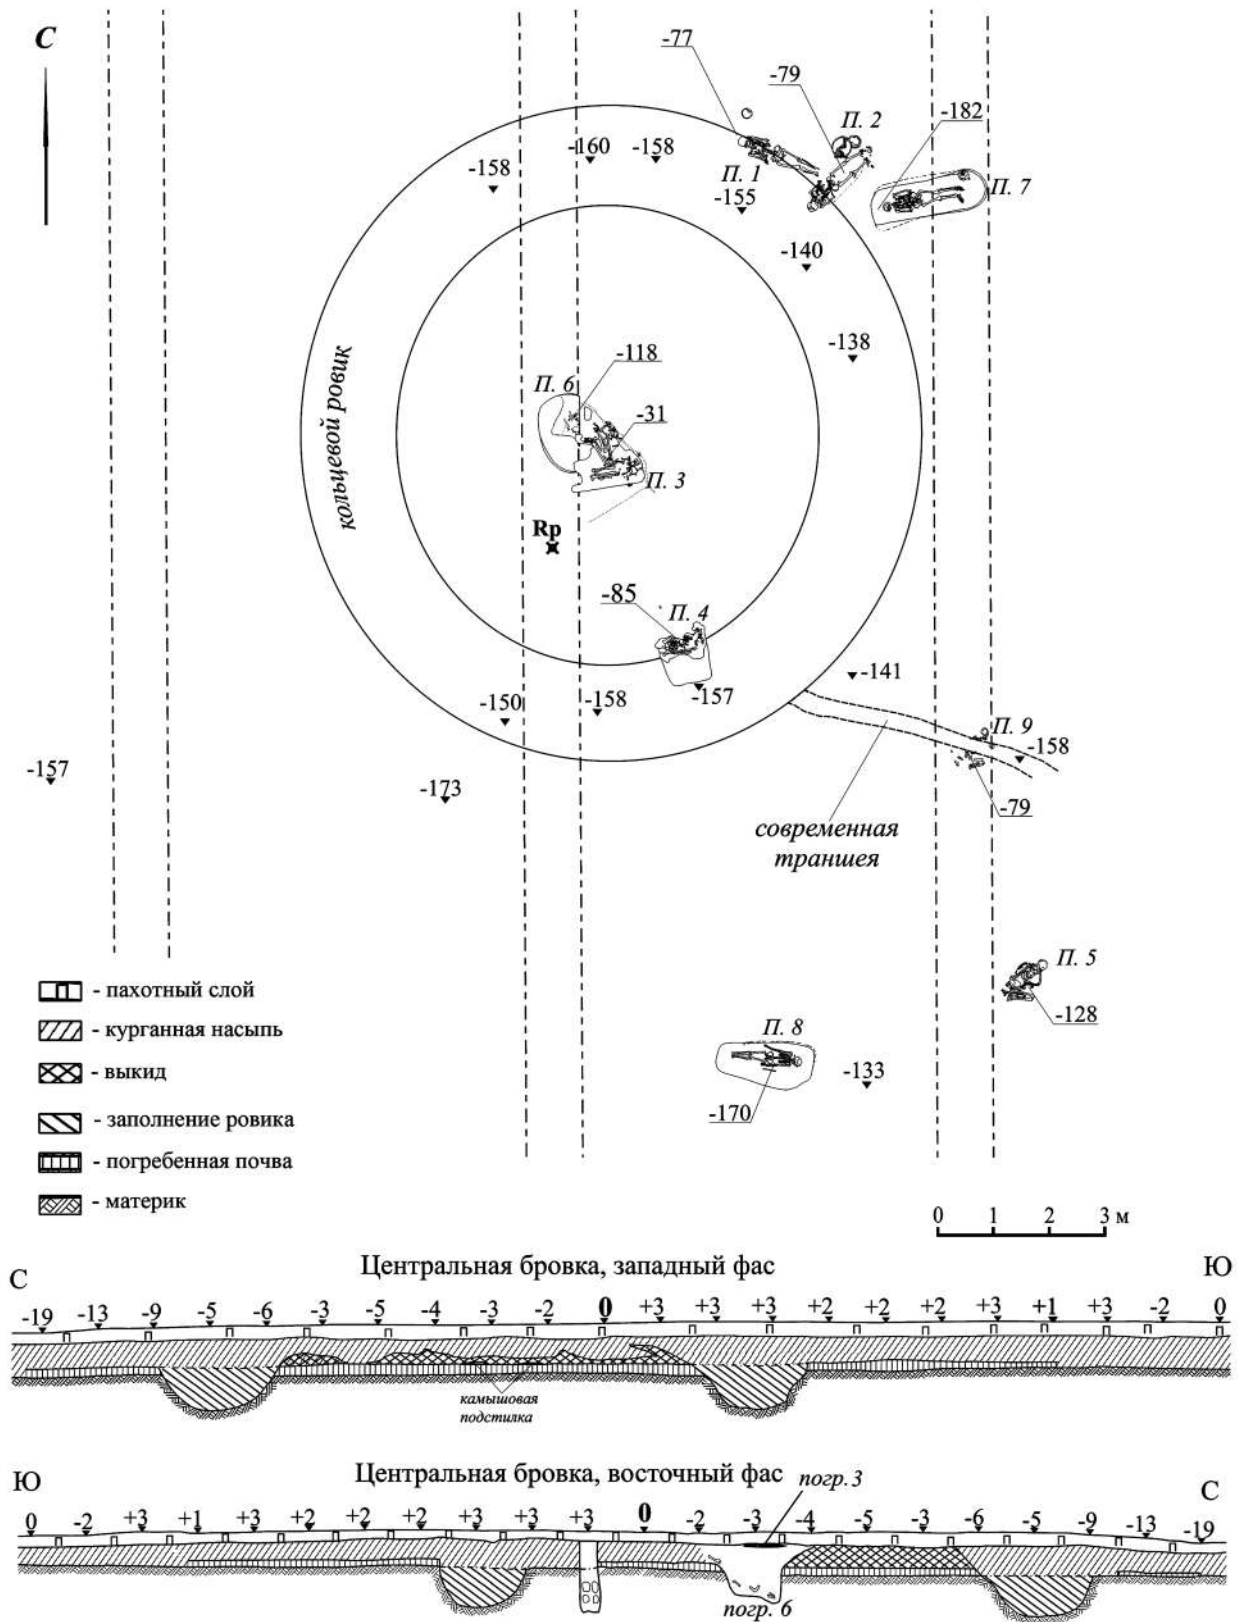 С
-77
-79
П. 2
-182
-160
-158
-158
П. 1
-155
П. 7
-140
-138
кольцевой ровик
-118
П. 6
-31
П. 3
Rp
-85
П. 4
-141
-150
-158
-157
П. 9
-158
-157
-173
-79
современная
траншея
П. 5
-128
П. 8
-133
-170
- пахотный слой
- курганная насыпь
- выкид
- заполнение ровика
- погребенная почва
- материк
0 1 2 3 м
Центральная бровка, западный фас
С Ю
-19 -13 -9 -5 -6 -3 -5 -4 -3 -2 0 +3 +3 +3 +2 +2 +2 +3 +1 +3 -2 0
камышовая
подстилка
Центральная бровка, восточный фас
погр.3
Ю С
0 -2 +3 +1 +3 +2 +2 +2 +3 +3 +3 0 -2 -3 -4 -5 -3 -6 -5 -9 -13 -19
погр. 6